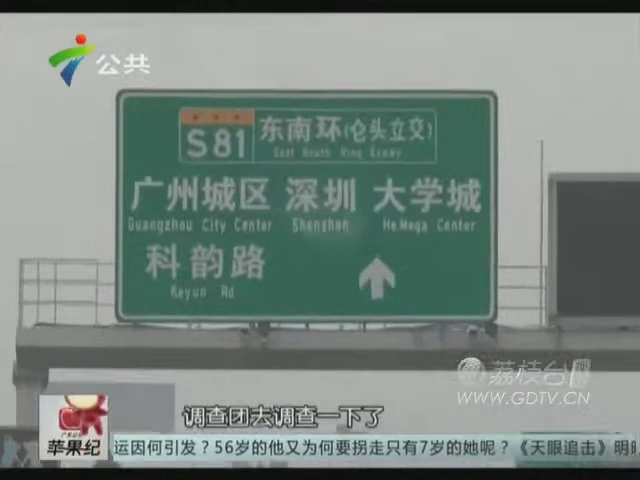 公共
S81 东南环(仑头立交)
East South Ring Expwy
广州城区 深圳 大学城
Guangzhou City Center Shenzhen He.Mega Center
科韵路
Keyun Rd
荔枝台
WWW.GDTV.CN
调查团去调查一下了
苹果纪
运因何引发？56岁的他又为何要拐走只有7岁的她呢？《天眼追击》明